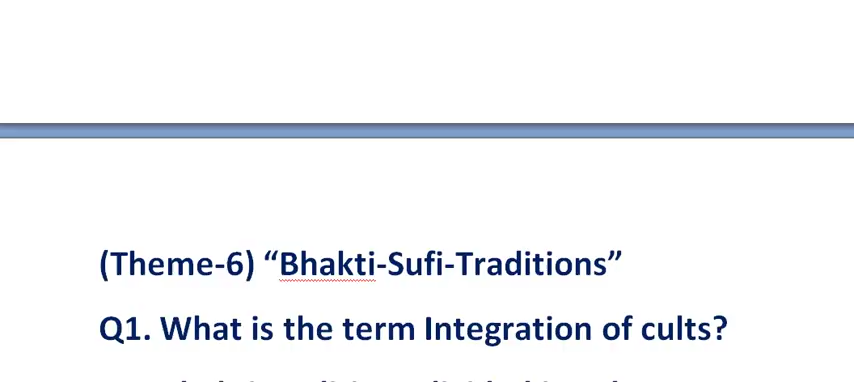 (Theme-6) “Bhakti-Sufi-Traditions”
Q1. What is the term Integration of cults?